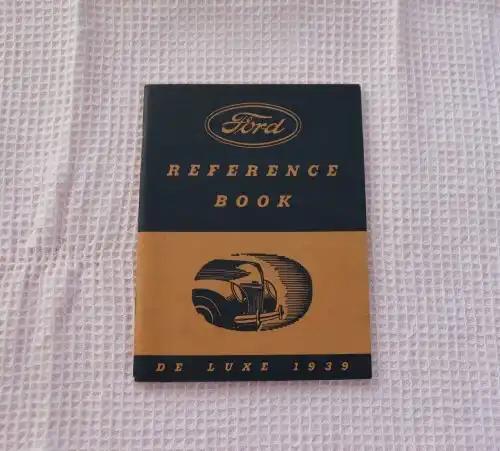 Ford
REFERENCE
BOOK
DE LUXE 1939